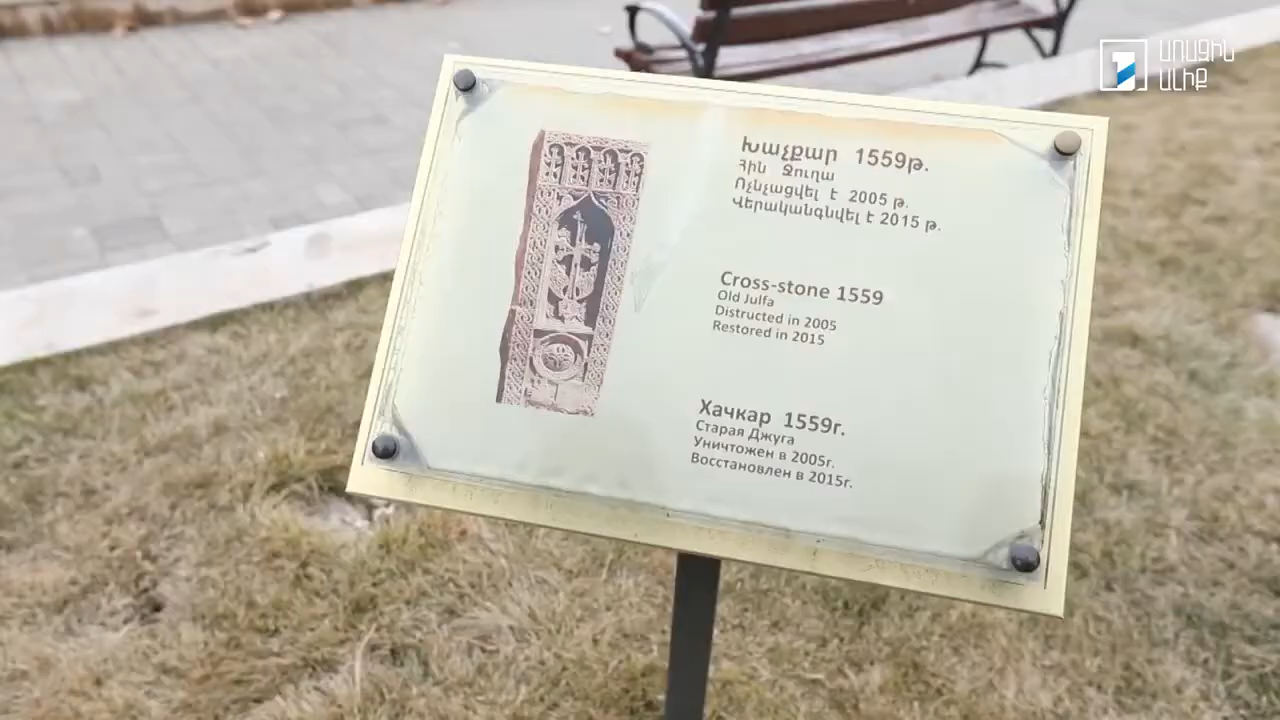 ԱՌԱՋԻՆ
ԱԼԻՔ
Խաչքար 1559թ.
Հին Ջուղա
Ոչնչացվել է 2005 թ.
Վերականգնվել է 2015 թ.
Cross-stone 1559
Old Julfa
Distructed in 2005
Restored in 2015
Хачкар 1559г.
Старая Джуга
Уничтожен в 2005г.
Восстановлен в 2015г.